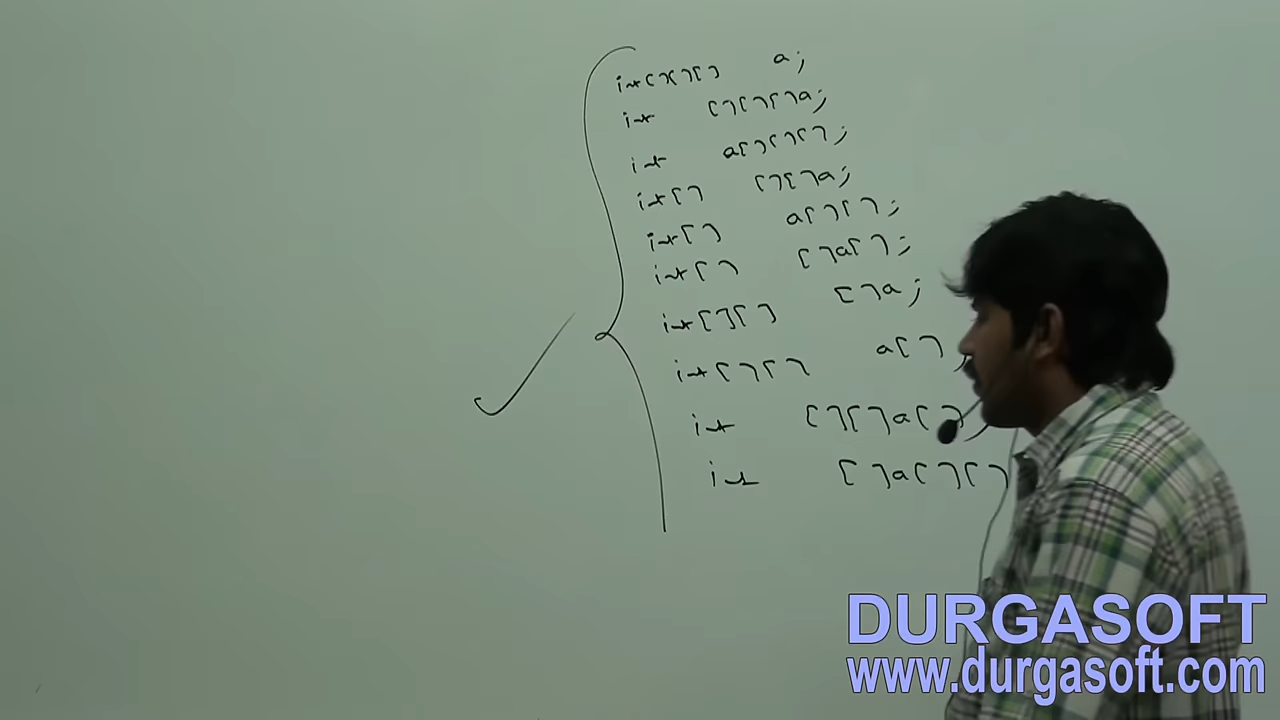 int[][][] a;
int [][][]a;
int a[][][];
int[] [][]a;
int[] a[][];
int[] []a[];
int[][] []a;
int[][] a[];
int [][]a[];
int []a[][]
DURGASOFT
www.durgasoft.com